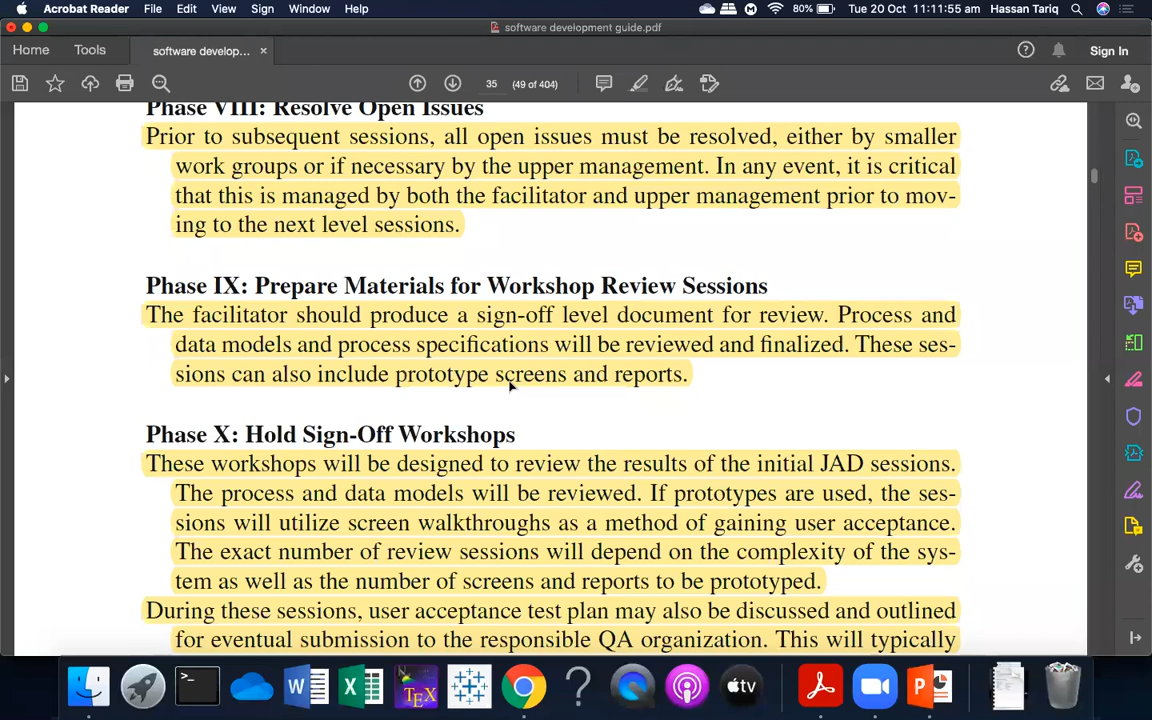 Acrobat Reader File Edit View Sign Window Help 80% Tue 20 Oct 11:11:55 am Hassan Tariq
software development guide.pdf
Home Tools software develop... × Sign In
35 (49 of 404)
Phase VIII: Resolve Open Issues
Prior to subsequent sessions, all open issues must be resolved, either by smaller
work groups or if necessary by the upper management. In any event, it is critical
that this is managed by both the facilitator and upper management prior to mov-
ing to the next level sessions.
Phase IX: Prepare Materials for Workshop Review Sessions
The facilitator should produce a sign-off level document for review. Process and
data models and process specifications will be reviewed and finalized. These ses-
sions can also include prototype screens and reports.
Phase X: Hold Sign-Off Workshops
These workshops will be designed to review the results of the initial JAD sessions.
The process and data models will be reviewed. If prototypes are used, the ses-
sions will utilize screen walkthroughs as a method of gaining user acceptance.
The exact number of review sessions will depend on the complexity of the sys-
tem as well as the number of screens and reports to be prototyped.
During these sessions, user acceptance test plan may also be discussed and outlined
for eventual submission to the responsible QA organization. This will typically
W X TEX ? tv P